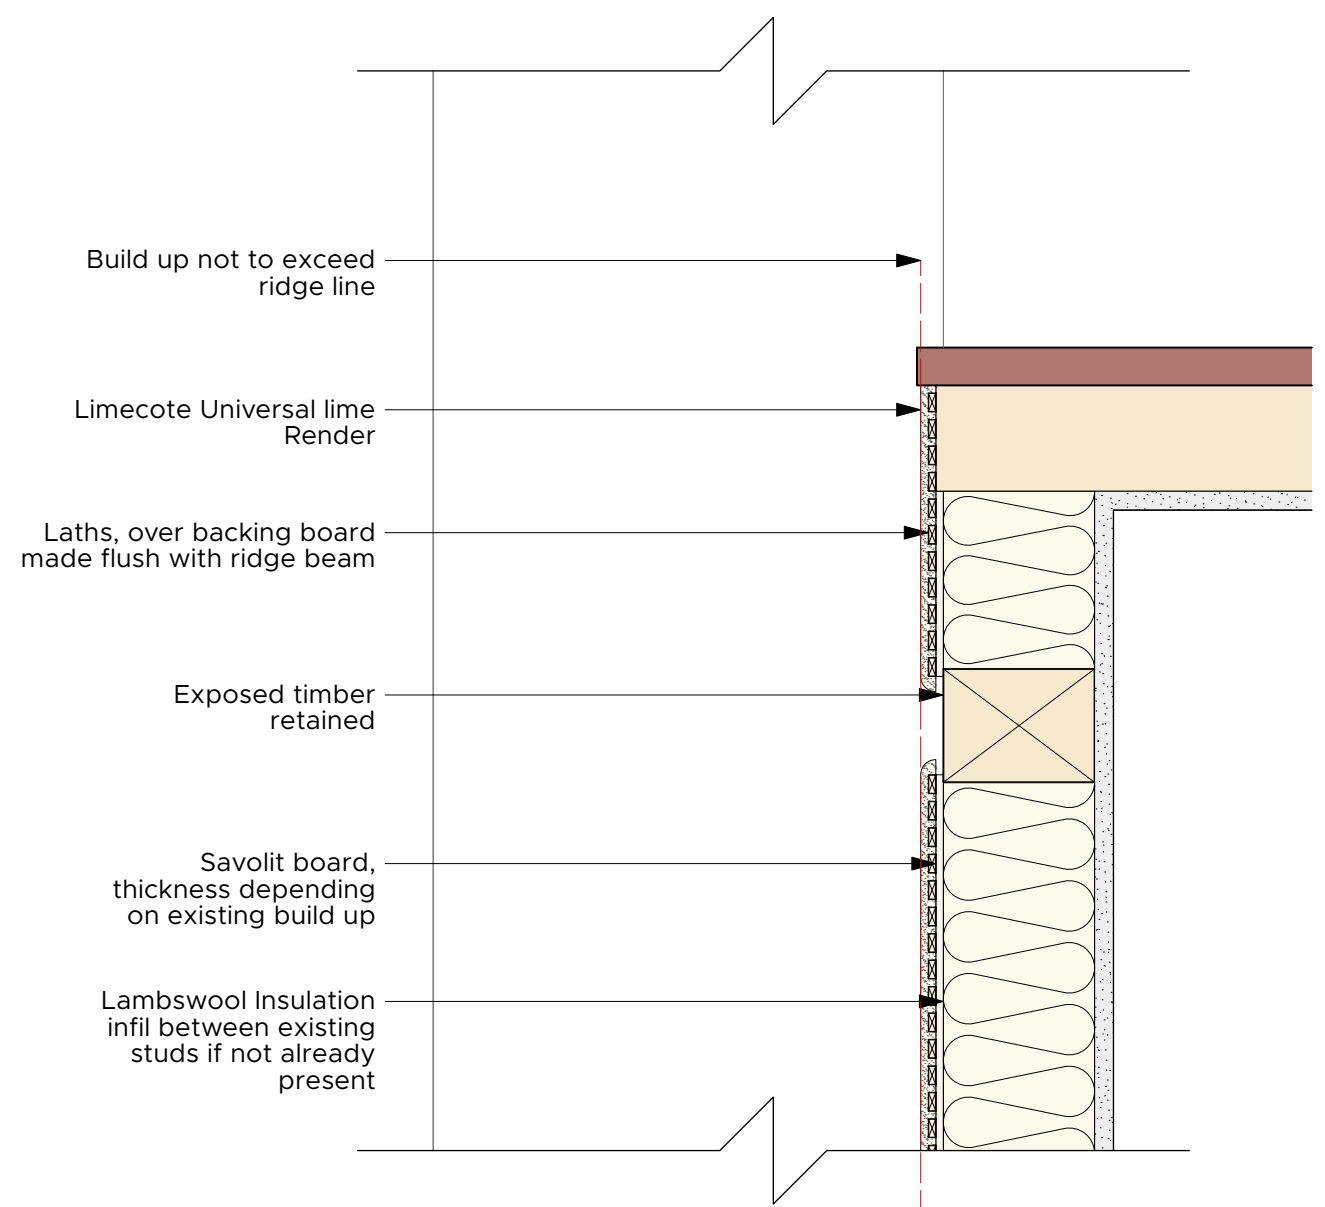 Build up not to exceed
ridge line
Limecote Universal lime
Render
Laths, over backing board
made flush with ridge beam
Exposed timber
retained
Savolit board,
thickness depending
on existing build up
Lambswool Insulation
infil between existing
studs if not already
present